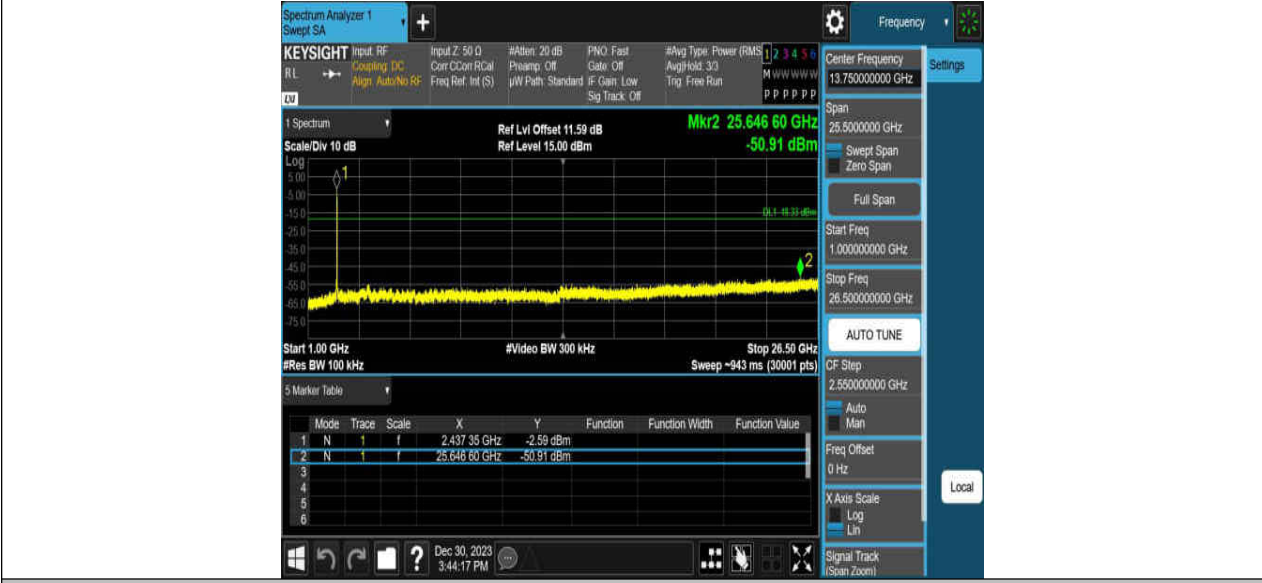 Spectrum Analyzer 1
Swept SA
+
Frequency
KEYSIGHT
RL
LXI
Input: RF
Coupling: DC
Align: Auto/No RF
Input Z: 50 Ω
Corr CCorr RCal
Freq Ref: Int (S)
#Atten: 20 dB
Preamp: Off
µW Path: Standard
PNO: Fast
Gate: Off
IF Gain: Low
Sig Track: Off
#Avg Type: Power (RMS
Avg|Hold: 3/3
Trig: Free Run
1 2 3 4 5 6
M W W W W W
P P P P P P
1 Spectrum
Scale/Div 10 dB
Ref Lvl Offset 11.59 dB
Ref Level 15.00 dBm
Mkr2 25.646 60 GHz
-50.91 dBm
Log
5.00
-5.00
-15.0
-25.0
-35.0
-45.0
-55.0
-65.0
-75.0
1
DL1 -18.33 dBm
2
Start 1.00 GHz
#Video BW 300 kHz
Stop 26.50 GHz
#Res BW 100 kHz
Sweep ~943 ms (30001 pts)
5 Marker Table
Mode Trace Scale X Y Function Function Width Function Value
1 N 1 f 2.437 35 GHz -2.59 dBm
2 N 1 f 25.646 60 GHz -50.91 dBm
3
4
5
6
?
Dec 30, 2023
3:44:17 PM
Center Frequency
13.750000000 GHz
Settings
Span
25.5000000 GHz
Swept Span
Zero Span
Full Span
Start Freq
1.000000000 GHz
Stop Freq
26.500000000 GHz
AUTO TUNE
CF Step
2.550000000 GHz
Auto
Man
Freq Offset
0 Hz
X Axis Scale
Log
Lin
Local
Signal Track
(Span Zoom)